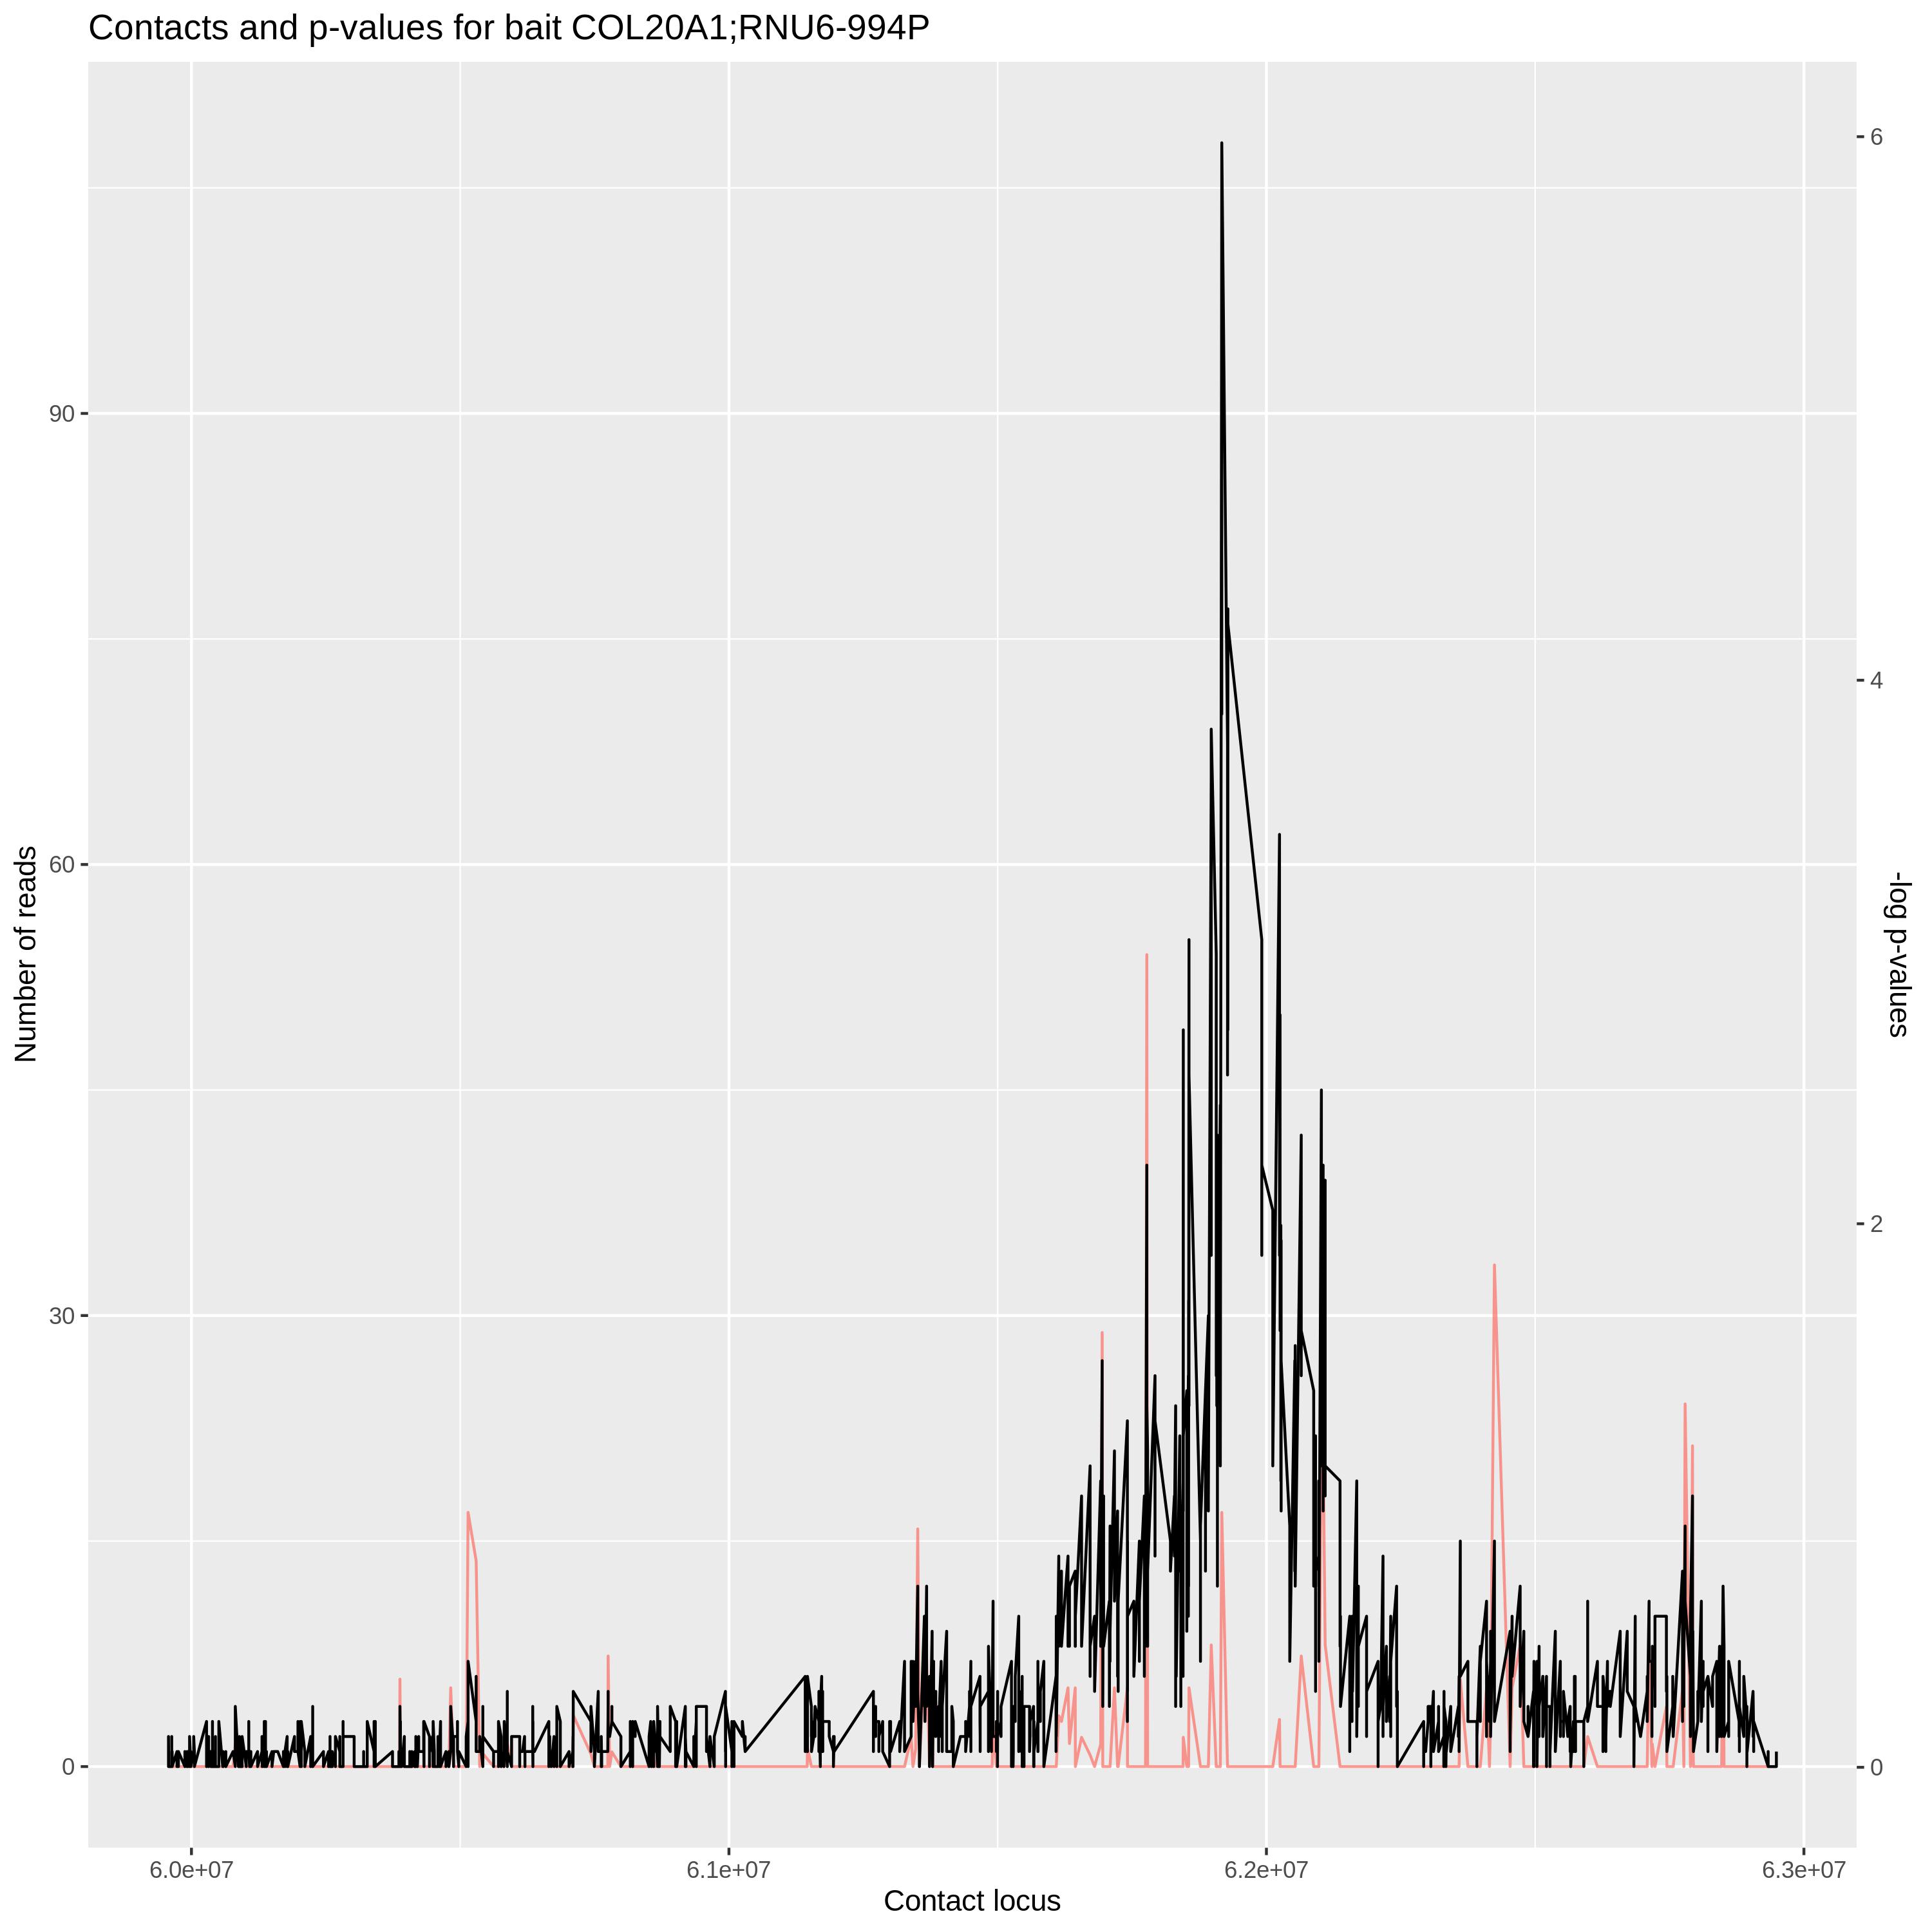 Contacts and p-values for bait COL20A1;RNU6-994P
6
90
4
60
Number of reads
-log p-values
2
30
0
0
6.0e+07
6.1e+07
6.2e+07
6.3e+07
Contact locus